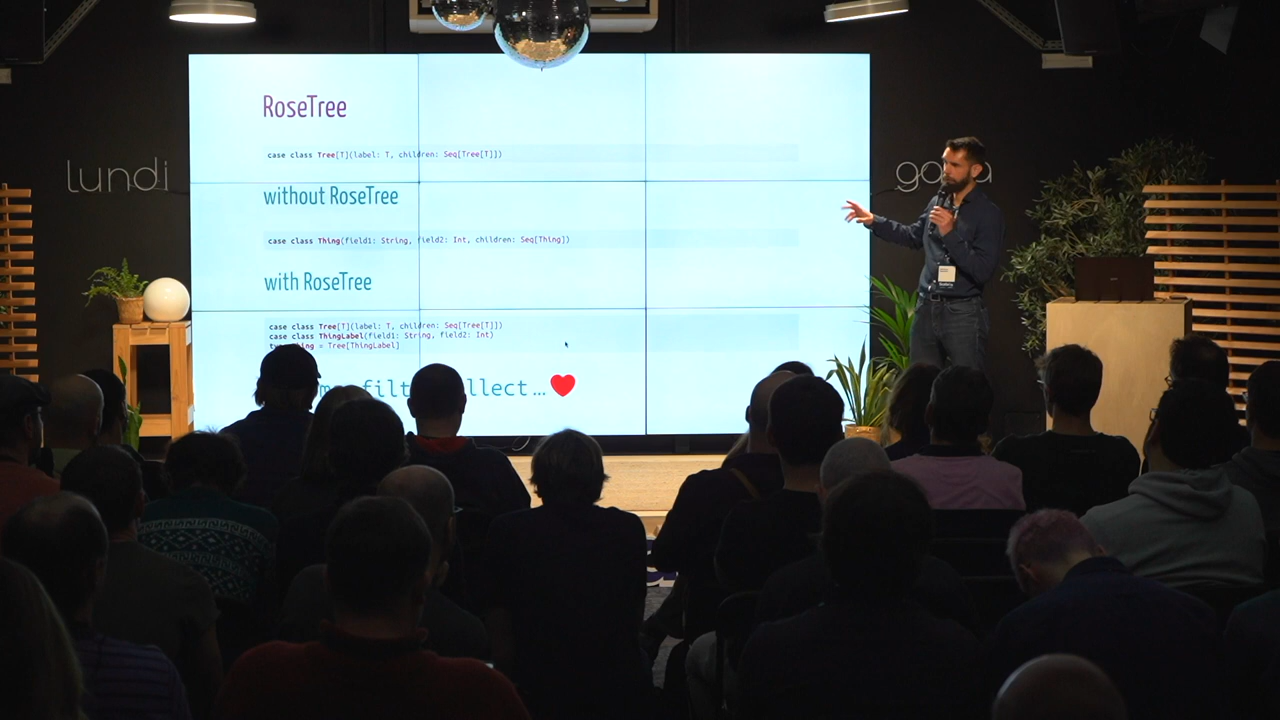 RoseTree
case class Tree[T](label: T, children: Seq[Tree[T]])
lundi
without RoseTree
case class Thing(field1: String, field2: Int, children: Seq[Thing])
with RoseTree
case class Tree[T](label: T, children: Seq[Tree[T]])
case class ThingLabel(field1: String, field2: Int)
= Tree[ThingLabel]